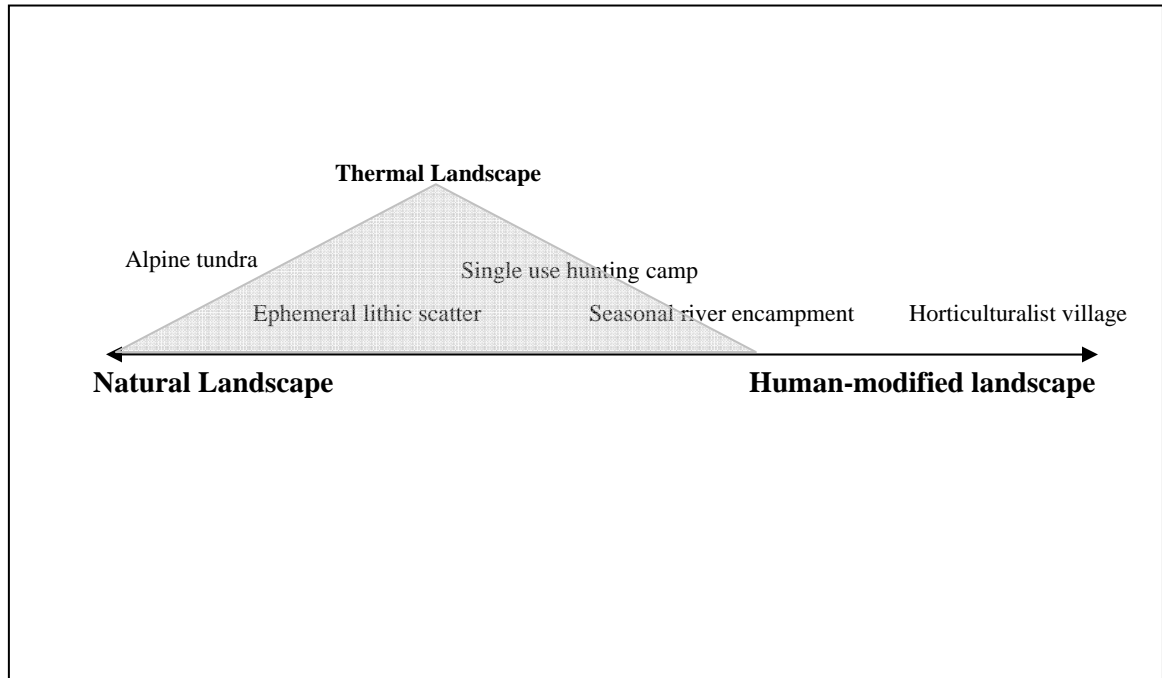 Thermal Landscape
Alpine tundra
Single use hunting camp
Ephemeral lithic scatter
Seasonal river encampment
Horticulturalist village
Natural Landscape
Human-modified landscape